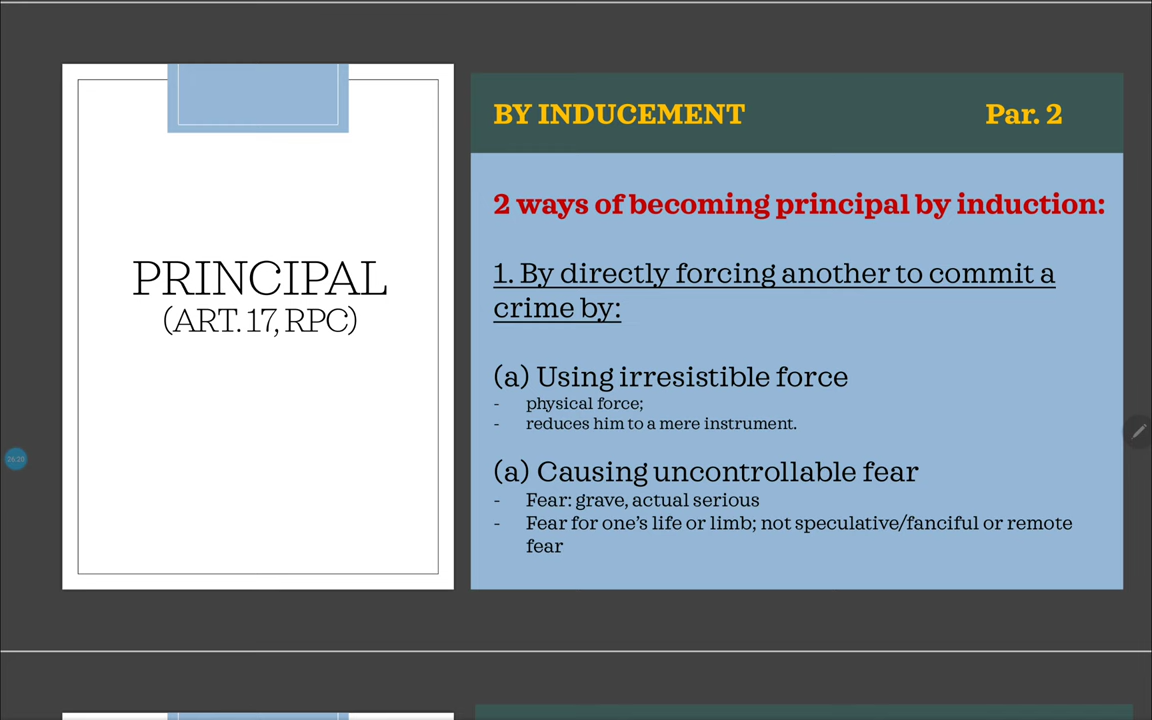 PRINCIPAL
(ART. 17, RPC)
BY INDUCEMENT Par. 2
2 ways of becoming principal by induction:
1. By directly forcing another to commit a
crime by:
(a) Using irresistible force
- physical force;
- reduces him to a mere instrument.
(a) Causing uncontrollable fear
- Fear: grave, actual serious
- Fear for one's life or limb; not speculative/fanciful or remote
fear